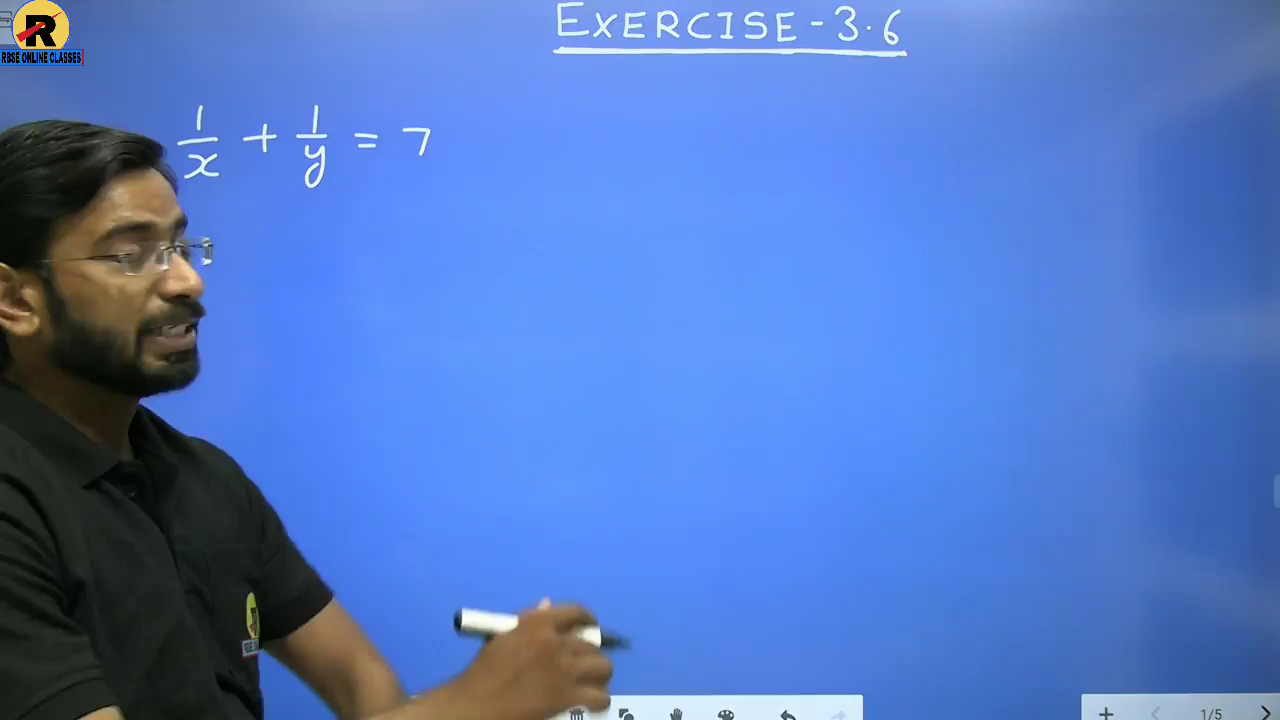 R
RBSE ONLINE CLASSES
EXERCISE - 3.6
1/x + 1/y = 7
1/5